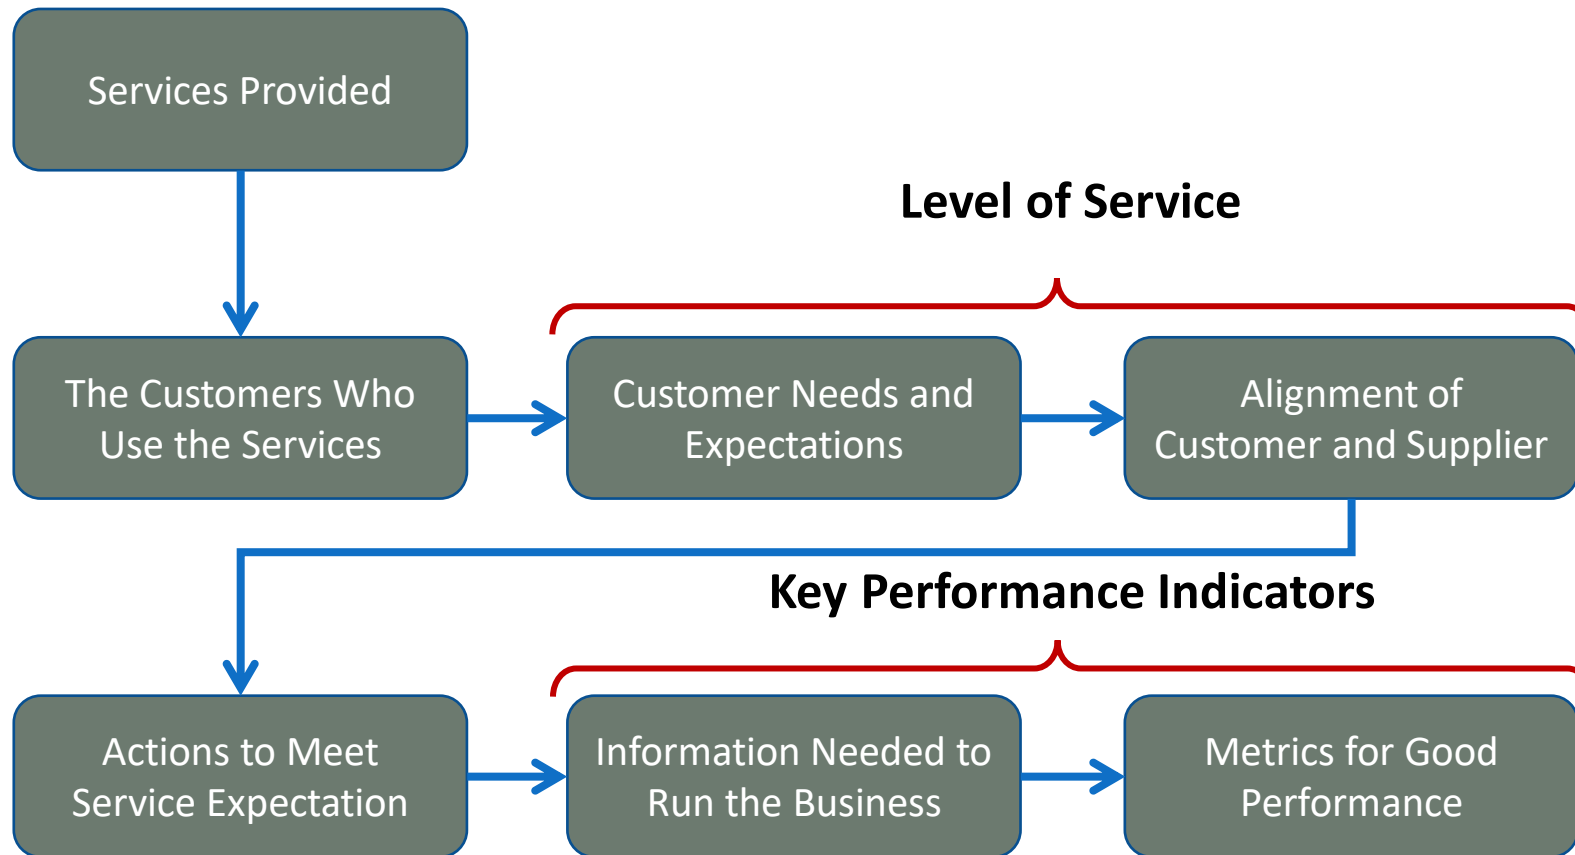 Services Provided
Level of Service
The Customers Who
Use the Services
Customer Needs and
Expectations
Alignment of
Customer and Supplier
Key Performance Indicators
Actions to Meet
Service Expectation
Information Needed to
Run the Business
Metrics for Good
Performance